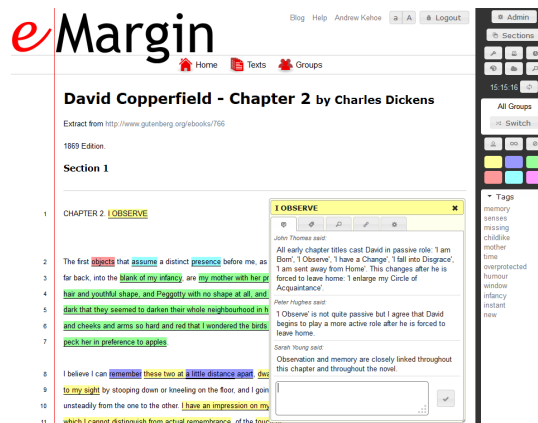 eMargin
Blog Help Andrew Kehoe a A Logout
Home Texts Groups
David Copperfield - Chapter 2 by Charles Dickens
Extract from http://www.gutenberg.org/ebooks/766
1869 Edition.
Section 1
1 CHAPTER 2. I OBSERVE
2 The first objects that assume a distinct presence before me, as
3 far back, into the blank of my infancy, are my mother with her pr
4 hair and youthful shape, and Peggotty with no shape at all, and
5 dark that they seemed to darken their whole neighbourhood in h
6 and cheeks and arms so hard and red that I wondered the birds
7 peck her in preference to apples.
8 I believe I can remember these two at a little distance apart, dwa
9 to my sight by stooping down or kneeling on the floor, and I goin
10 unsteadily from the one to the other. I have an impression on my
11 which I cannot distinguish from actual remembrance, of the touc
I OBSERVE
John Thomas said:
All early chapter titles cast David in passive role: 'I am
Born', 'I Observe', 'I have a Change', 'I fall into Disgrace',
'I am sent away from Home'. This changes after he is
forced to leave home: 'I enlarge my Circle of
Acquaintance'.
Peter Hughes said:
'I Observe' is not quite passive but I agree that David
begins to play a more active role after he is forced to
leave home.
Sarah Young said:
Observation and memory are closely linked throughout
this chapter and throughout the novel.
Admin
Sections
15:15:16
All Groups
Switch
Tags
memory
senses
missing
childlike
mother
time
overprotected
humour
window
infancy
instant
new